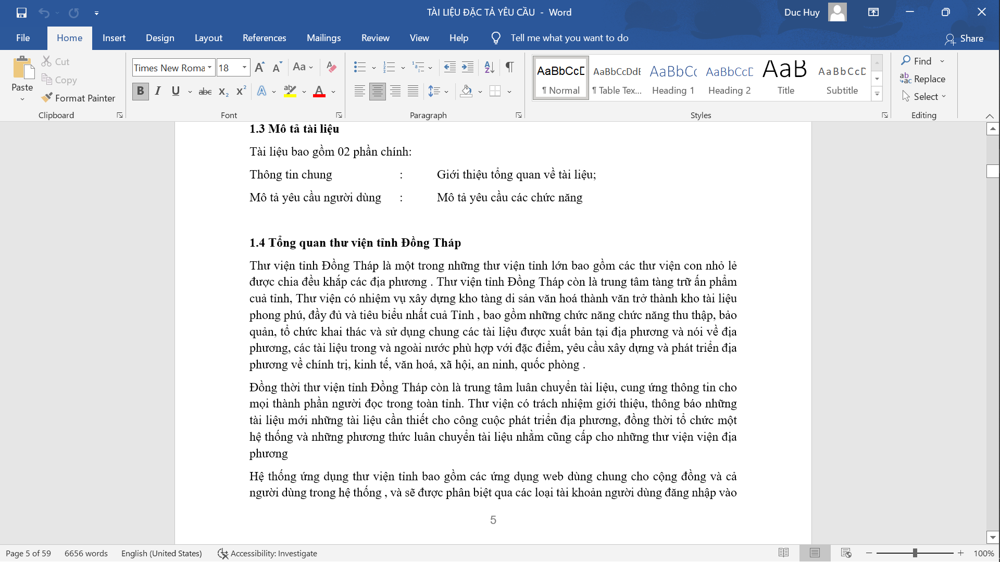 TÀI LIỆU ĐẶC TẢ YÊU CẦU - Word
Duc Huy
File Home Insert Design Layout References Mailings Review View Help Tell me what you want to do Share
Paste
Cut
Copy
Format Painter
Clipboard
Times New Roma 18
Font
Paragraph
AaBbCcD AaBbCcDdE AaBbCc AaBbCcD AaB AaBbCcD
¶ Normal ¶ Table Tex... Heading 1 Heading 2 Title Subtitle
Styles
Find
Replace
Select
Editing
1.3 Mô tả tài liệu
Tài liệu bao gồm 02 phần chính:
Thông tin chung : Giới thiệu tổng quan về tài liệu;
Mô tả yêu cầu người dùng : Mô tả yêu cầu các chức năng
1.4 Tổng quan thư viện tỉnh Đồng Tháp
Thư viện tỉnh Đồng Tháp là một trong những thư viện tỉnh lớn bao gồm các thư viện con nhỏ lẻ
được chia đều khắp các địa phương . Thư viện tỉnh Đồng Tháp còn là trung tâm tàng trữ ấn phẩm
cuả tỉnh, Thư viện có nhiệm vụ xây dựng kho tàng di sản văn hoá thành văn trở thành kho tài liệu
phong phú, đầy đủ và tiêu biểu nhất cuả Tỉnh , bao gồm những chức năng chức năng thu thập, bảo
quản, tổ chức khai thác và sử dụng chung các tài liệu được xuất bản tại địa phương và nói về địa
phương, các tài liệu trong và ngoài nước phù hợp với đặc điểm, yêu cầu xây dựng và phát triển địa
phương về chính trị, kinh tế, văn hoá, xã hội, an ninh, quốc phòng .
Đồng thời thư viện tỉnh Đồng Tháp còn là trung tâm luân chuyển tài liệu, cung ứng thông tin cho
mọi thành phần người đọc trong toàn tỉnh. Thư viện có trách nhiệm giới thiệu, thông báo những
tài liệu mới những tài liệu cần thiết cho công cuộc phát triển địa phương, đồng thời tổ chức một
hệ thống và những phương thức luân chuyển tài liệu nhằm cũng cấp cho những thư viện viện địa
phương
Hệ thống ứng dụng thư viện tỉnh bao gồm các ứng dụng web dùng chung cho cộng đồng và cả
người dùng trong hệ thống , và sẽ được phân biệt qua các loại tài khoản người dùng đăng nhập vào
5
Page 5 of 59 6656 words English (United States) Accessibility: Investigate 100%